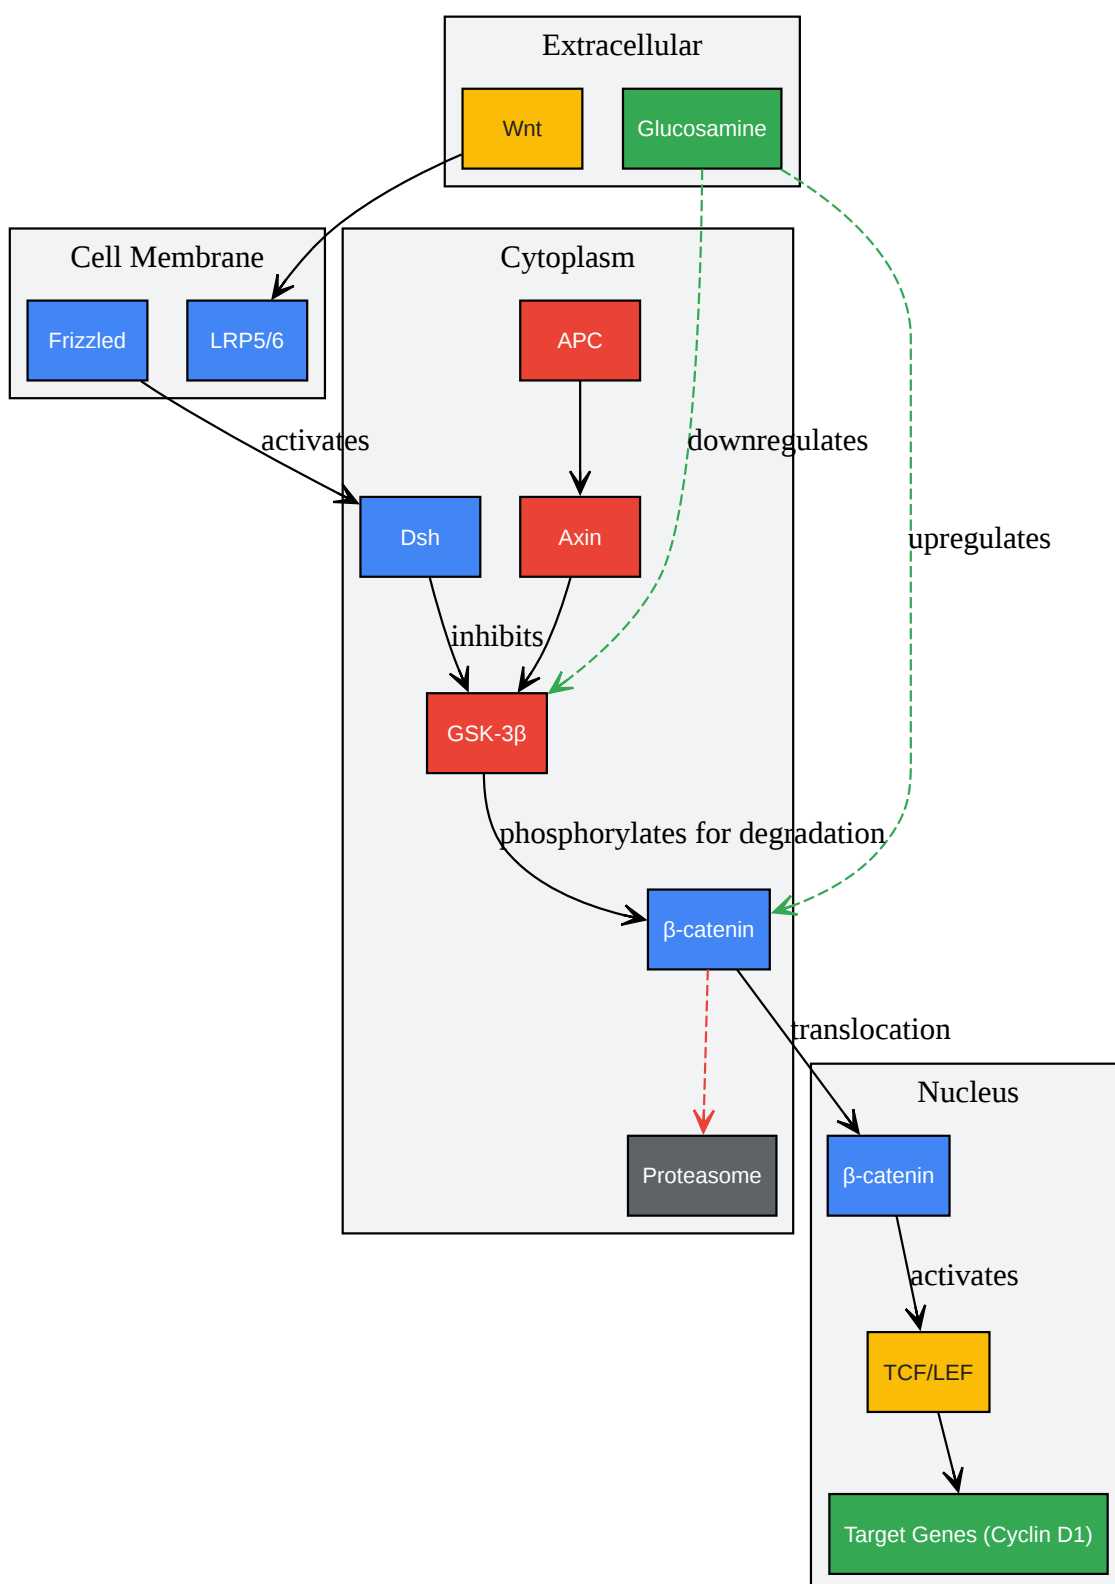 Extracellular
Wnt
Glucosamine
Cell Membrane
Cytoplasm
Frizzled
LRP5/6
APC
activates
downregulates
Dsh
Axin
upregulates
inhibits
GSK-3β
phosphorylates for degradation
β-catenin
translocation
Nucleus
Proteasome
β-catenin
activates
TCF/LEF
Target Genes (Cyclin D1)